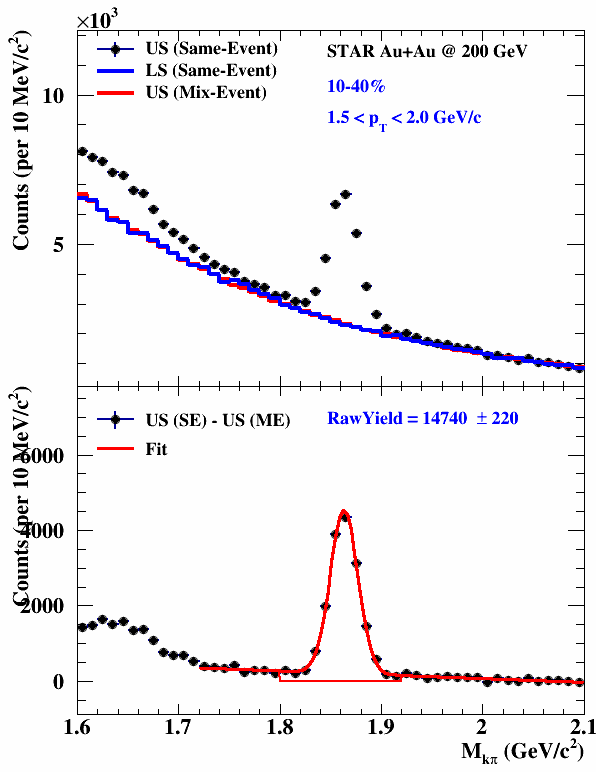 ×10³
US (Same-Event)
LS (Same-Event)
US (Mix-Event)
STAR Au+Au @ 200 GeV
10-40%
1.5 < p_T < 2.0 GeV/c
Counts (per 10 MeV/c²)
10
5
US (SE) - US (ME)
Fit
RawYield = 14740 ± 220
Counts (per 10 MeV/c²)
6000
4000
2000
0
1.6 1.7 1.8 1.9 2 2.1
M_kπ (GeV/c²)